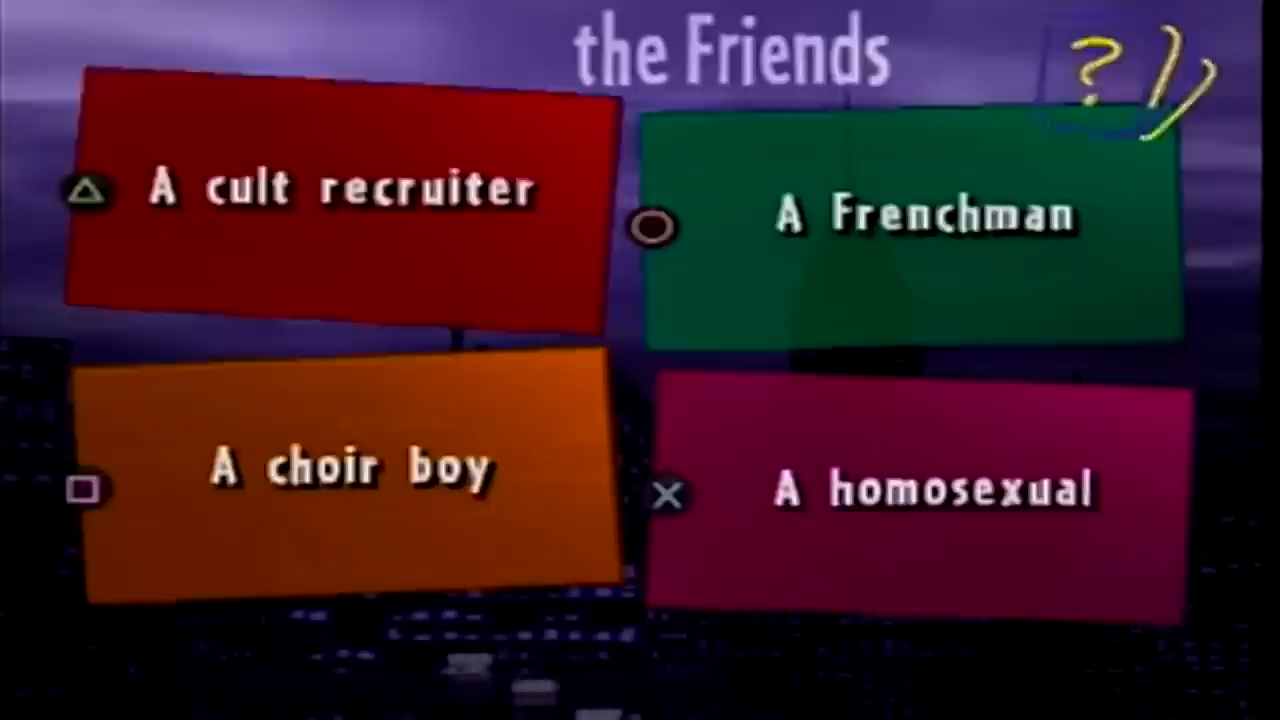 the Friends
?
A cult recruiter
A Frenchman
A choir boy
A homosexual